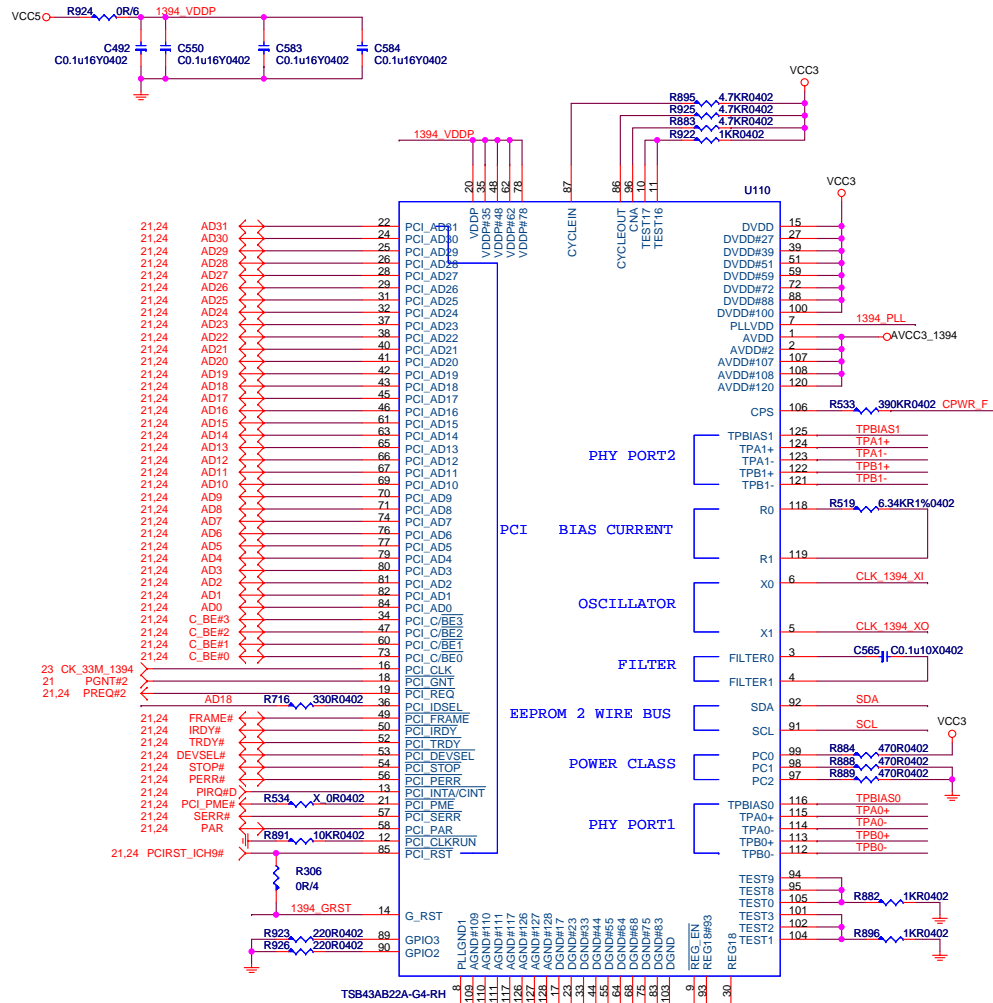 VCC5 R924 0R/6 1394_VDDP
C492 C0.1u16Y0402
C550 C0.1u16Y0402
C583 C0.1u16Y0402
C584 C0.1u16Y0402
VCC3
R895 4.7KR0402
R925 4.7KR0402
R883 4.7KR0402
R922 1KR0402
1394_VDDP
20 35 48 62 78 87 86 96 10 11
VDDP VDDP#35 VDDP#48 VDDP#62 VDDP#78 CYCLEIN CYCLEOUT CNA TEST17 TEST16
U110
VCC3
21,24 AD31 22 PCI_AD31
21,24 AD30 24 PCI_AD30
21,24 AD29 25 PCI_AD29
21,24 AD28 26 PCI_AD28
21,24 AD27 28 PCI_AD27
21,24 AD26 29 PCI_AD26
21,24 AD25 31 PCI_AD25
21,24 AD24 32 PCI_AD24
21,24 AD23 37 PCI_AD23
21,24 AD22 38 PCI_AD22
21,24 AD21 40 PCI_AD21
21,24 AD20 41 PCI_AD20
21,24 AD19 42 PCI_AD19
21,24 AD18 43 PCI_AD18
21,24 AD17 45 PCI_AD17
21,24 AD16 46 PCI_AD16
21,24 AD15 61 PCI_AD15
21,24 AD14 63 PCI_AD14
21,24 AD13 65 PCI_AD13
21,24 AD12 66 PCI_AD12
21,24 AD11 67 PCI_AD11
21,24 AD10 69 PCI_AD10
21,24 AD9 70 PCI_AD9
21,24 AD8 71 PCI_AD8
21,24 AD7 74 PCI_AD7
21,24 AD6 76 PCI_AD6
21,24 AD5 77 PCI_AD5
21,24 AD4 79 PCI_AD4
21,24 AD3 80 PCI_AD3
21,24 AD2 81 PCI_AD2
21,24 AD1 82 PCI_AD1
21,24 AD0 84 PCI_AD0
21,24 C_BE#3 34 PCI_C/BE3
21,24 C_BE#2 47 PCI_C/BE2
21,24 C_BE#1 60 PCI_C/BE1
21,24 C_BE#0 73 PCI_C/BE0
23 CK_33M_1394 16 PCI_CLK
21 PGNT#2 18 PCI_GNT
21,24 PREQ#2 19 PCI_REQ
AD18 R716 330R0402 36 PCI_IDSEL
21,24 FRAME# 49 PCI_FRAME
21,24 IRDY# 50 PCI_IRDY
21,24 TRDY# 52 PCI_TRDY
21,24 DEVSEL# 53 PCI_DEVSEL
21,24 STOP# 54 PCI_STOP
21,24 PERR# 56 PCI_PERR
21,24 PIRQ#D 13 PCI_INTA/CINT
21,24 PCI_PME# R534 X_0R0402 21 PCI_PME
21,24 SERR# 57 PCI_SERR
21,24 PAR 58 PCI_PAR
R891 10KR0402 12 PCI_CLKRUN
21,24 PCIRST_ICH9# 85 PCI_RST
R306
0R/4
1394_GRST 14 G_RST
R923 220R0402 89 GPIO3
R926 220R0402 90 GPIO2
PCI
DVDD 15
DVDD#27 27
DVDD#39 39
DVDD#51 51
DVDD#59 59
DVDD#72 72
DVDD#88 88
DVDD#100 100
PLLVDD 7 1394_PLL
AVDD 1 AVCC3_1394
AVDD#2 2
AVDD#107 107
AVDD#108 108
AVDD#120 120
CPS 106 R533 390KR0402 CPWR_F
PHY PORT2
TPBIAS1 125 TPBIAS1
TPA1+ 124 TPA1+
TPA1- 123 TPA1-
TPB1+ 122 TPB1+
TPB1- 121 TPB1-
BIAS CURRENT
R0 118 R519 6.34KR1%0402
R1 119
OSCILLATOR
X0 6 CLK_1394_XI
X1 5 CLK_1394_XO
FILTER
FILTER0 3 C565 C0.1u10X0402
FILTER1 4
EEPROM 2 WIRE BUS
SDA 92 SDA
SCL 91 SCL
VCC3
POWER CLASS
PC0 99 R884 470R0402
PC1 98 R888 470R0402
PC2 97 R889 470R0402
PHY PORT1
TPBIAS0 116 TPBIAS0
TPA0+ 115 TPA0+
TPA0- 114 TPA0-
TPB0+ 113 TPB0+
TPB0- 112 TPB0-
TEST9 94
TEST8 95
TEST0 105 R882 1KR0402
TEST3 101
TEST2 102
TEST1 104 R896 1KR0402
PLLGND1 AGND#109 AGND#110 AGND#111 AGND#117 AGND#126 AGND#127 AGND#128 DGND#17 DGND#23 DGND#33 DGND#44 DGND#55 DGND#64 DGND#68 DGND#75 DGND#83 DGND REG_EN REG18#93 REG18
8 109 110 111 117 126 127 128 17 23 33 44 55 64 68 75 83 103 9 93 30
TSB43AB22A-G4-RH